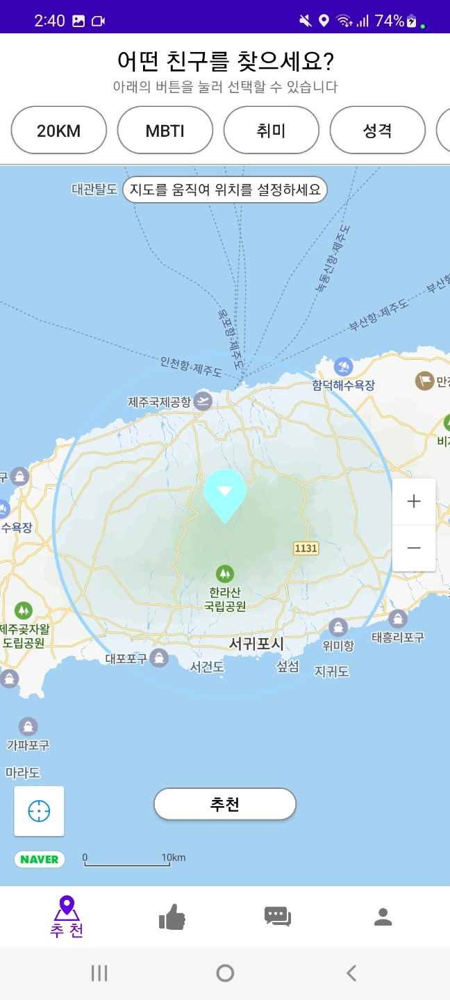 2:40
74%
어떤 친구를 찾으세요?
아래의 버튼을 눌러 선택할 수 있습니다
20KM
MBTI
취미
성격
대관탈도
지도를 움직여 위치를 설정하세요
녹동신항-제주도
부산항
목포항-제주도
부산항-제주도
인천항-제주도
함덕해수욕장
만장
제주국제공항
비자
구
수욕장
1131
한라산
국립공원
제주곶자왈
도립공원
서귀포시
위미항
태흥리포구
대포포구
서건도
섶섬
지귀도
가파포구
마라도
추천
NAVER
0
10km
추 천